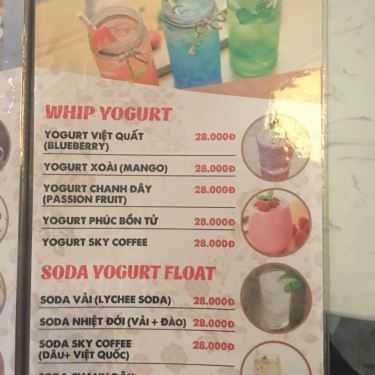 WHIP YOGURT
YOGURT VIỆT QUẤT 28.000Đ
(BLUEBERRY)
YOGURT XOÀI (MANGO) 28.000Đ
YOGURT CHANH DÂY 28.000Đ
(PASSION FRUIT)
YOGURT PHÚC BỒN TỬ 28.000Đ
YOGURT SKY COFFEE 28.000Đ
SODA YOGURT FLOAT
SODA VẢI (LYCHEE SODA) 28.000Đ
SODA NHIỆT ĐỚI (VẢI + ĐÀO) 28.000Đ
SODA SKY COFFEE 28.000Đ
(DÂU+ VIỆT QUỐC)